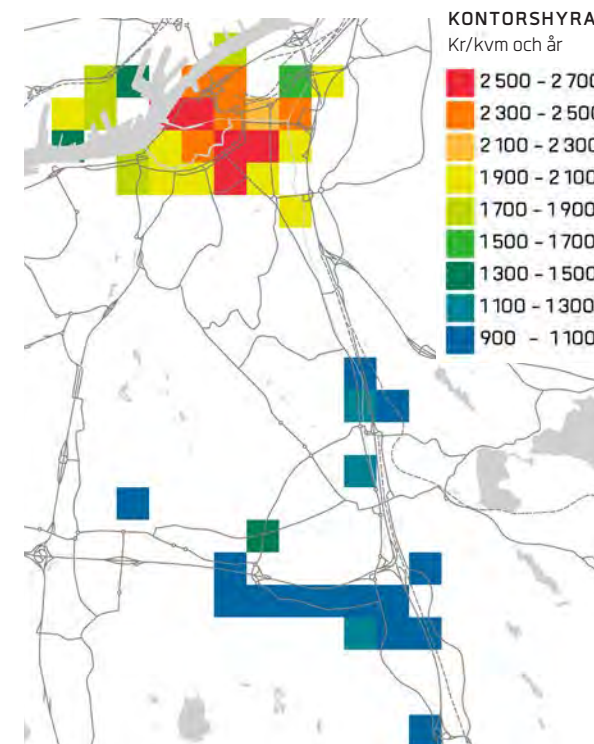 KONTORSHYRA
Kr/kvm och år
2 500 - 2 700
2 300 - 2 500
2 100 - 2 300
1 900 - 2 100
1 700 - 1 900
1 500 - 1 700
1 300 - 1 500
1 100 - 1 300
900 - 1 100